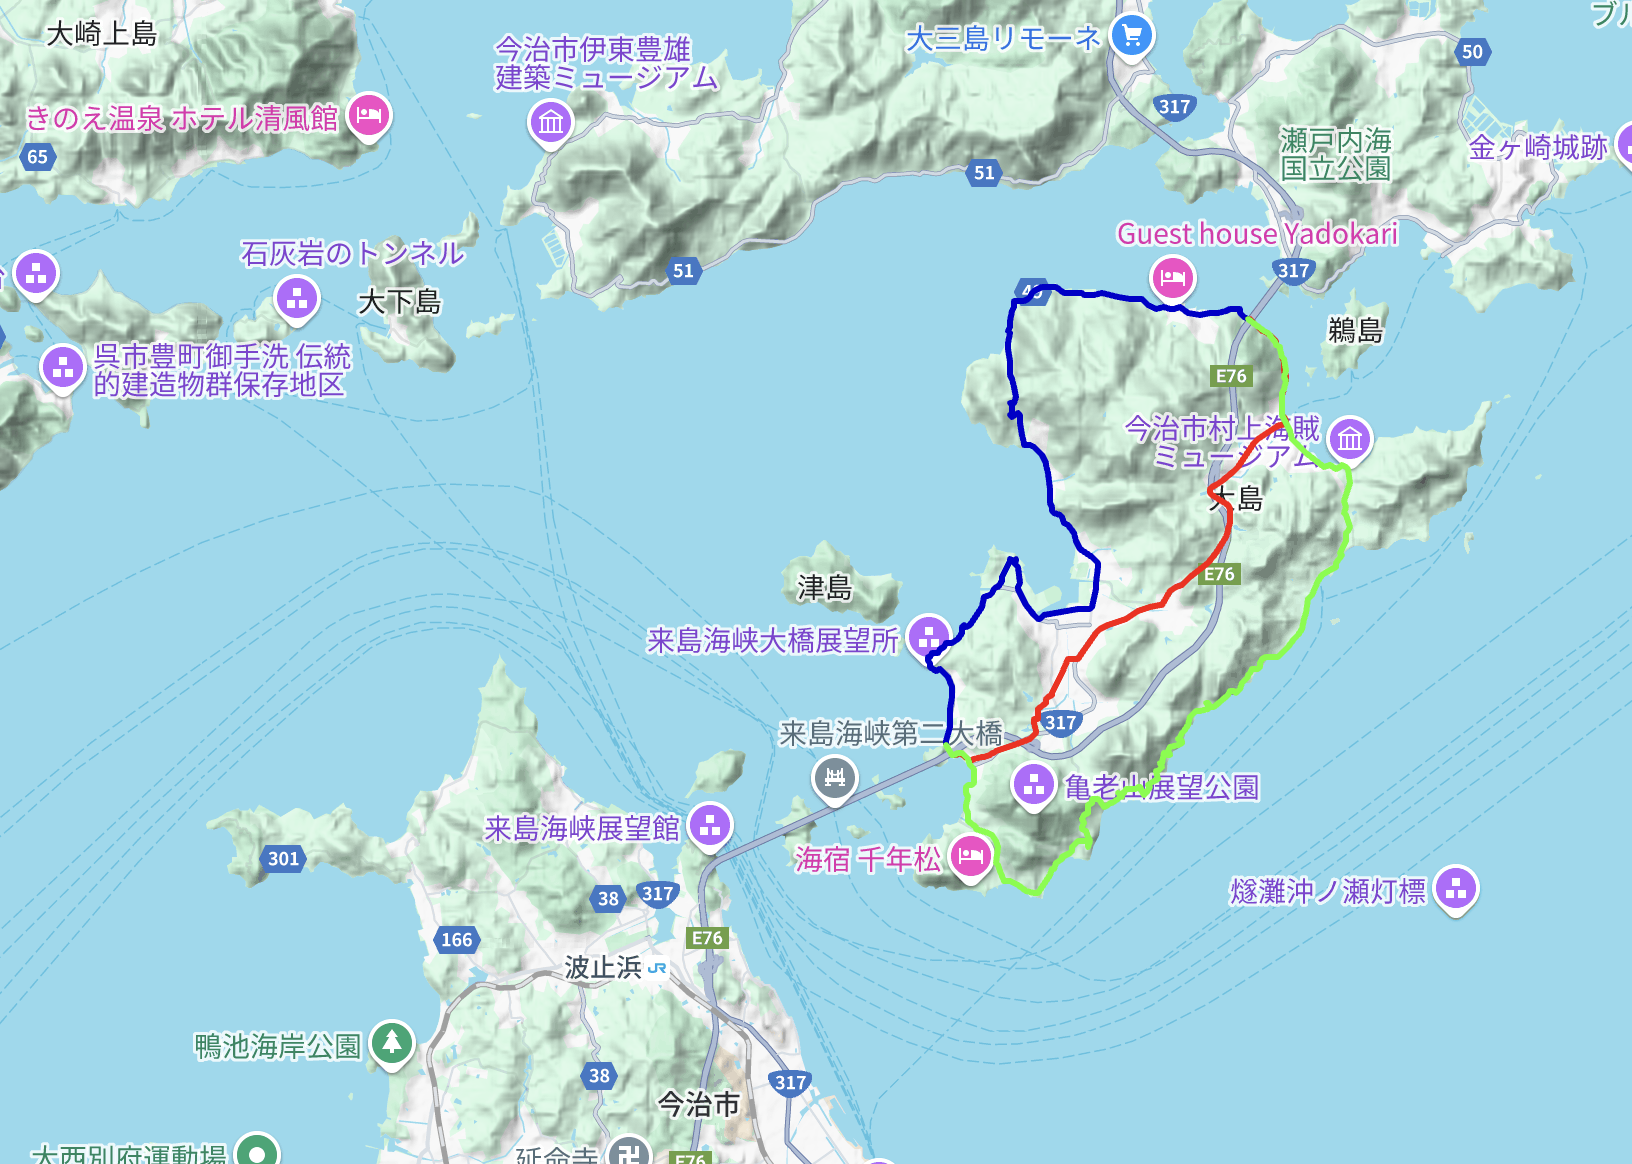 大崎上島
今治市伊東豊雄
建築ミュージアム
大三島リモーネ
50
317
きのえ温泉 ホテル清風館
65
瀬戸内海
国立公園
金ヶ崎城跡
51
Guest house Yadokari
石灰岩のトンネル
51
317
大下島
鵜島
呉市豊町御手洗 伝統
的建造物群保存地区
E76
今治市村上海賊
ミュージアム
大島
E76
津島
来島海峡大橋展望所
来島海峡第二大橋
317
亀老山展望公園
来島海峡展望館
海宿 千年松
301
38
317
燧灘沖ノ瀬灯標
166
E76
波止浜
JR
鴨池海岸公園
38
317
今治市
大西別府運動場
延命寺
E76